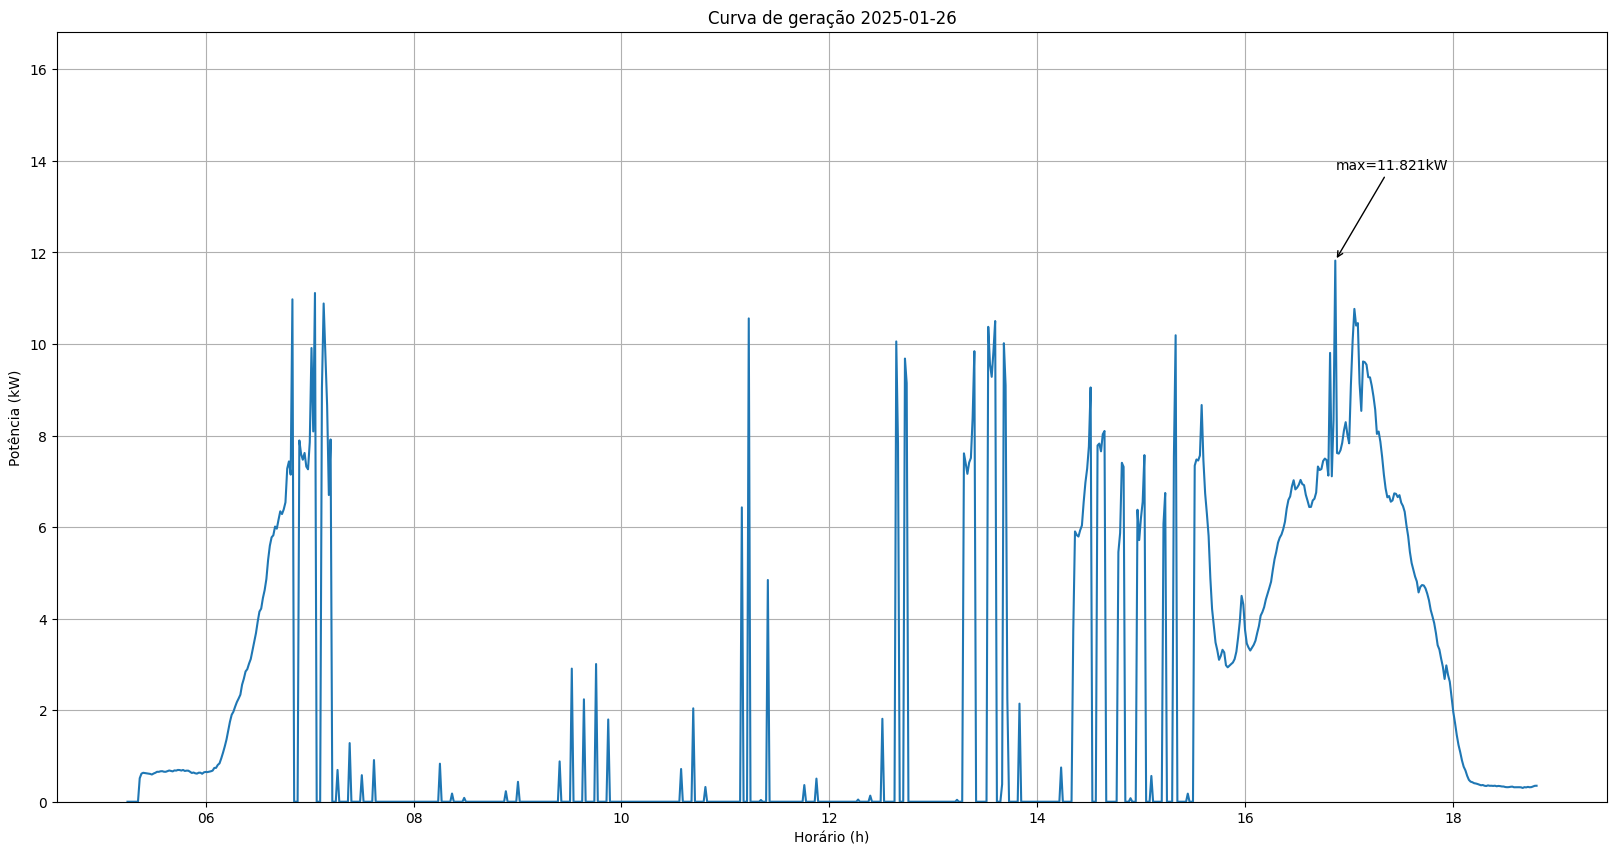 Curva de geração 2025-01-26
16
14
12
10
8
6
4
2
0
Potência (kW)
max=11.821kW
06 08 10 12 14 16 18
Horário (h)